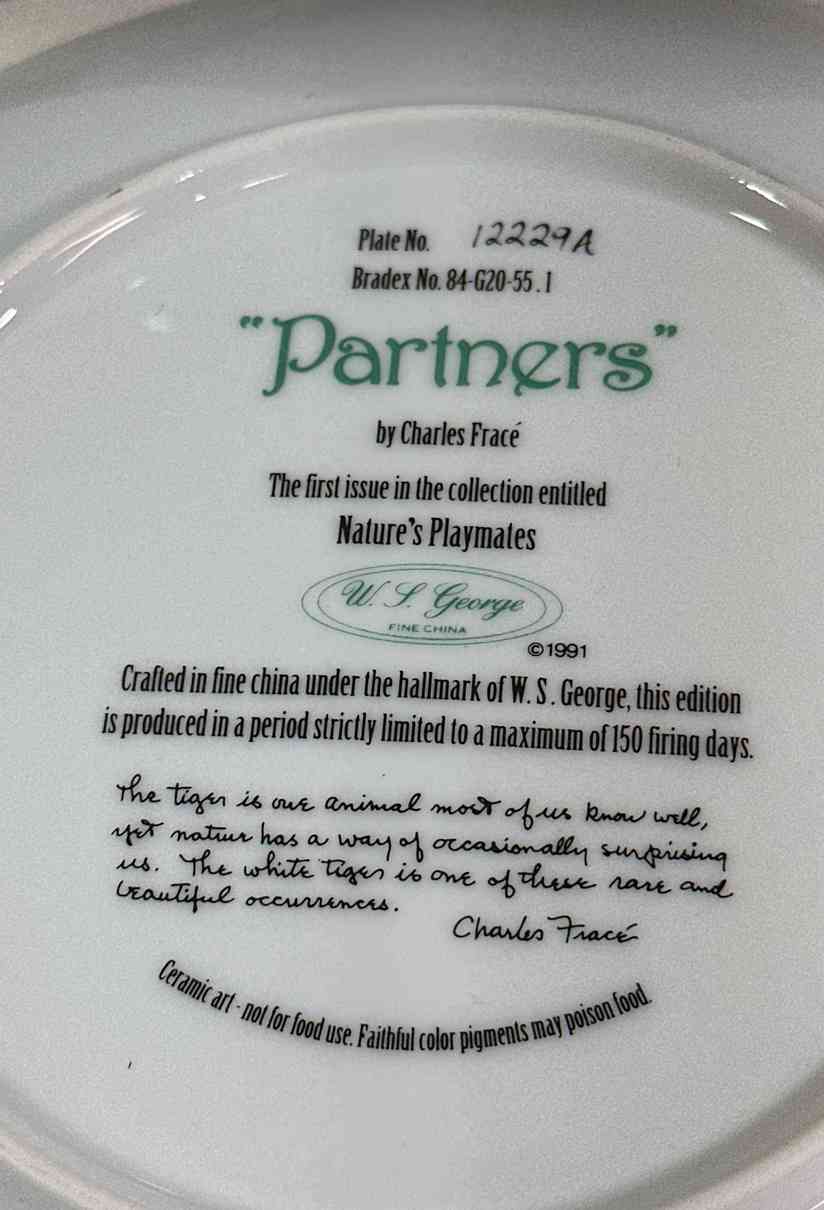 Plate No. 12229A
Bradex No. 84-G20-55.1
"Partners"
by Charles Fracé
The first issue in the collection entitled
Nature's Playmates
W. S. George
FINE CHINA
©1991
Crafted in fine china under the hallmark of W. S. George, this edition
is produced in a period strictly limited to a maximum of 150 firing days.
The tiger is one animal most of us know well,
yet nature has a way of occasionally surprising
us. The white tiger is one of these rare and
beautiful occurrences.
Charles Fracé
Ceramic art - not for food use. Faithful color pigments may poison food.